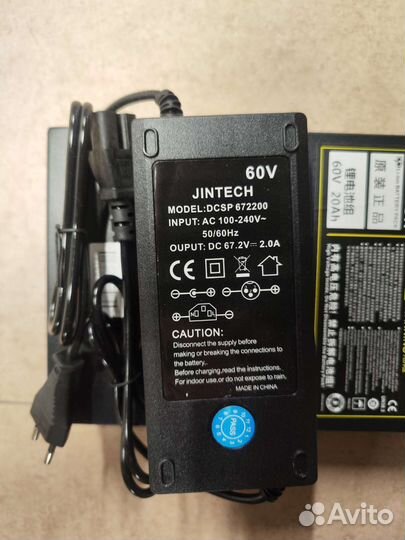 60V
JINTECH
MODEL:DCSP 672200
INPUT: AC 100-240V~
50/60Hz
OUPUT: DC 67.2V⎓ 2.0A
CE
CAUTION:
Disconnect the supply before
making or breaking the connections to
the battery..
Before charging,read the instructions.
For indoor use,or do not expose to rain.
MADE IN CHINA
PASS
锂电池组
60V 20Ah
原装正品
Avito